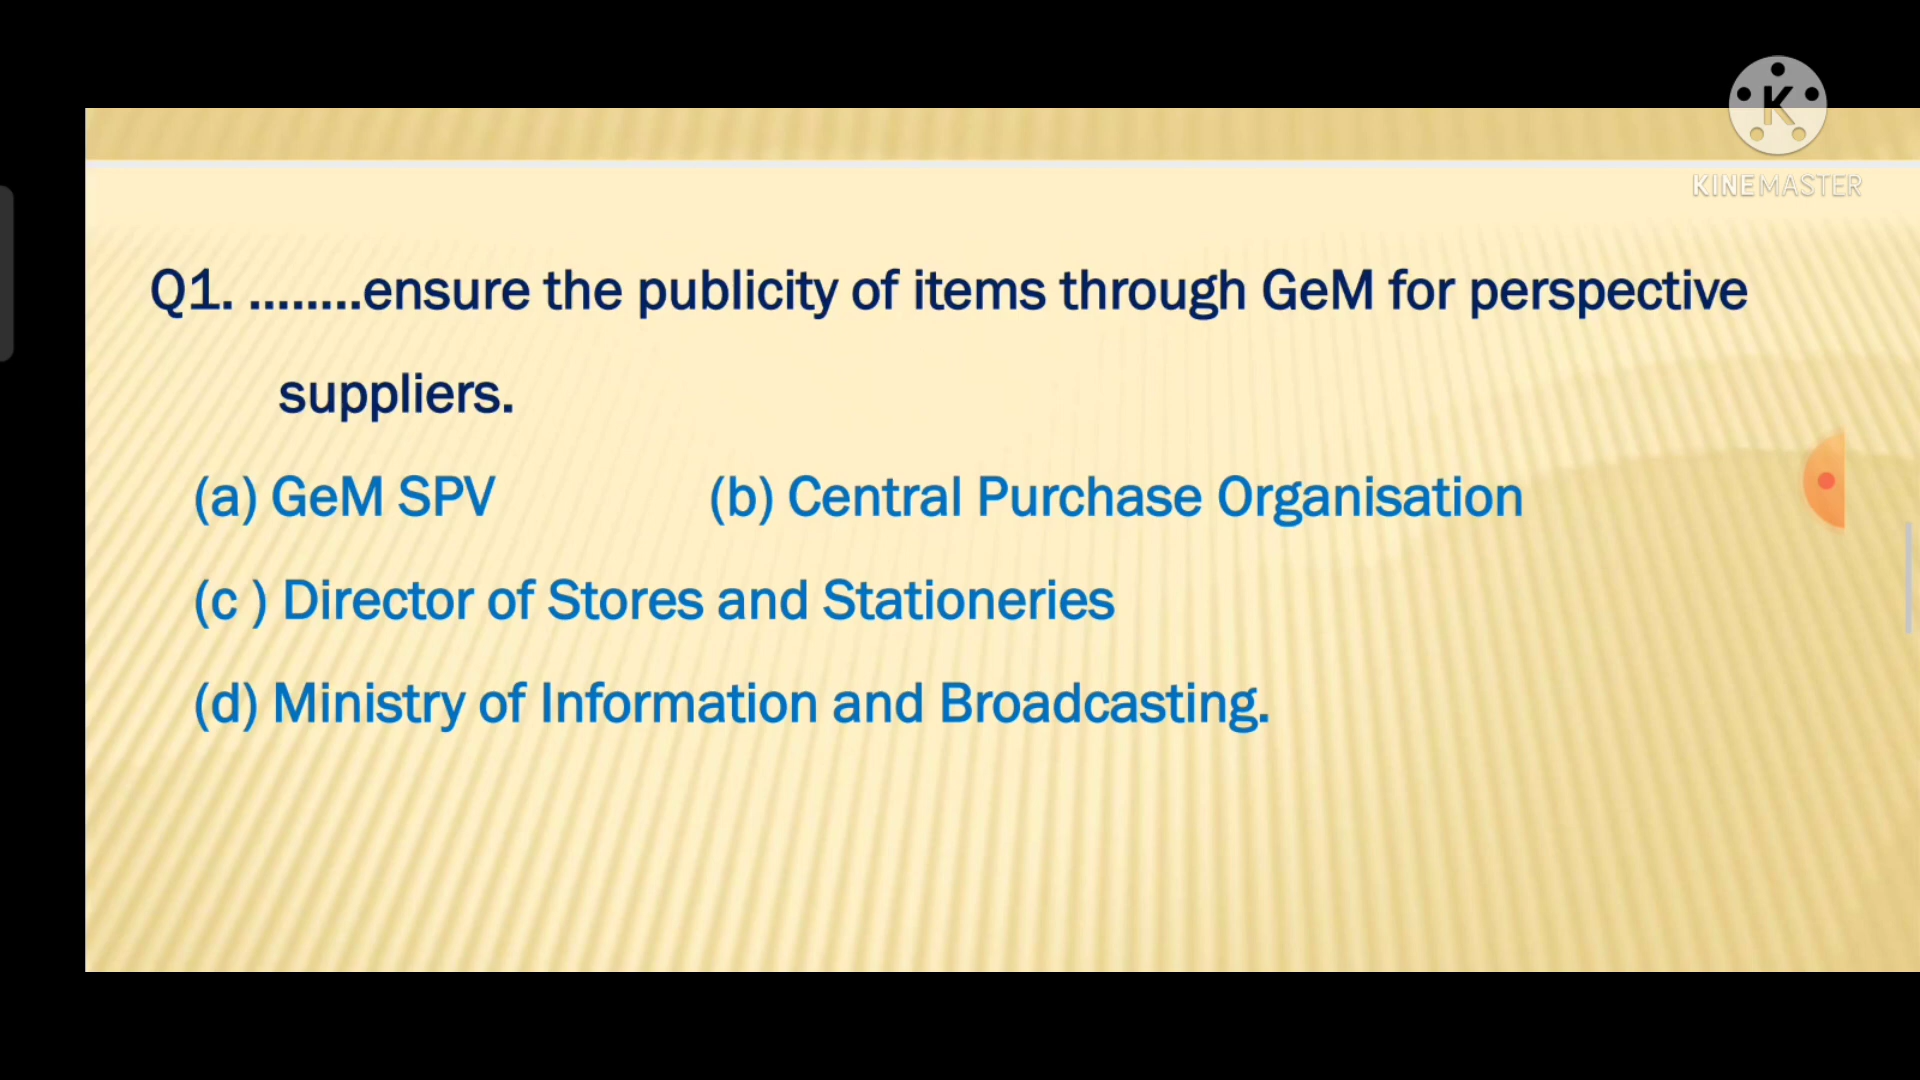 K
KINEMASTER
Q1. ........ensure the publicity of items through GeM for perspective
suppliers.
(a) GeM SPV (b) Central Purchase Organisation
(c ) Director of Stores and Stationeries
(d) Ministry of Information and Broadcasting.